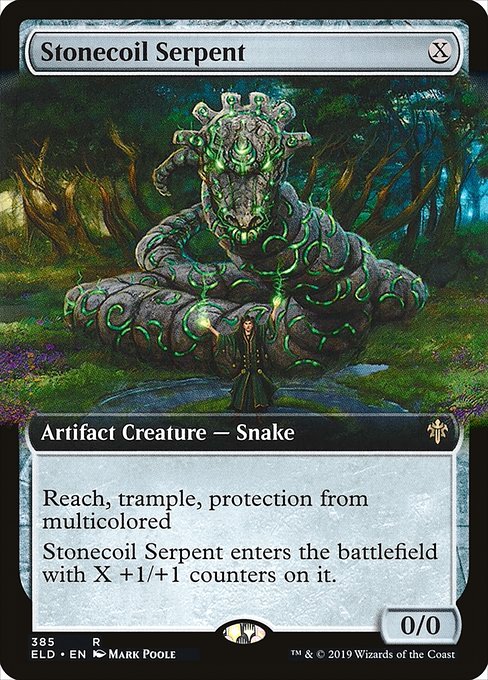 Stonecoil Serpent X
Artifact Creature — Snake
Reach, trample, protection from
multicolored
Stonecoil Serpent enters the battlefield
with X +1/+1 counters on it.
0/0
385 R
ELD • EN Mark Poole
™ & © 2019 Wizards of the Coast